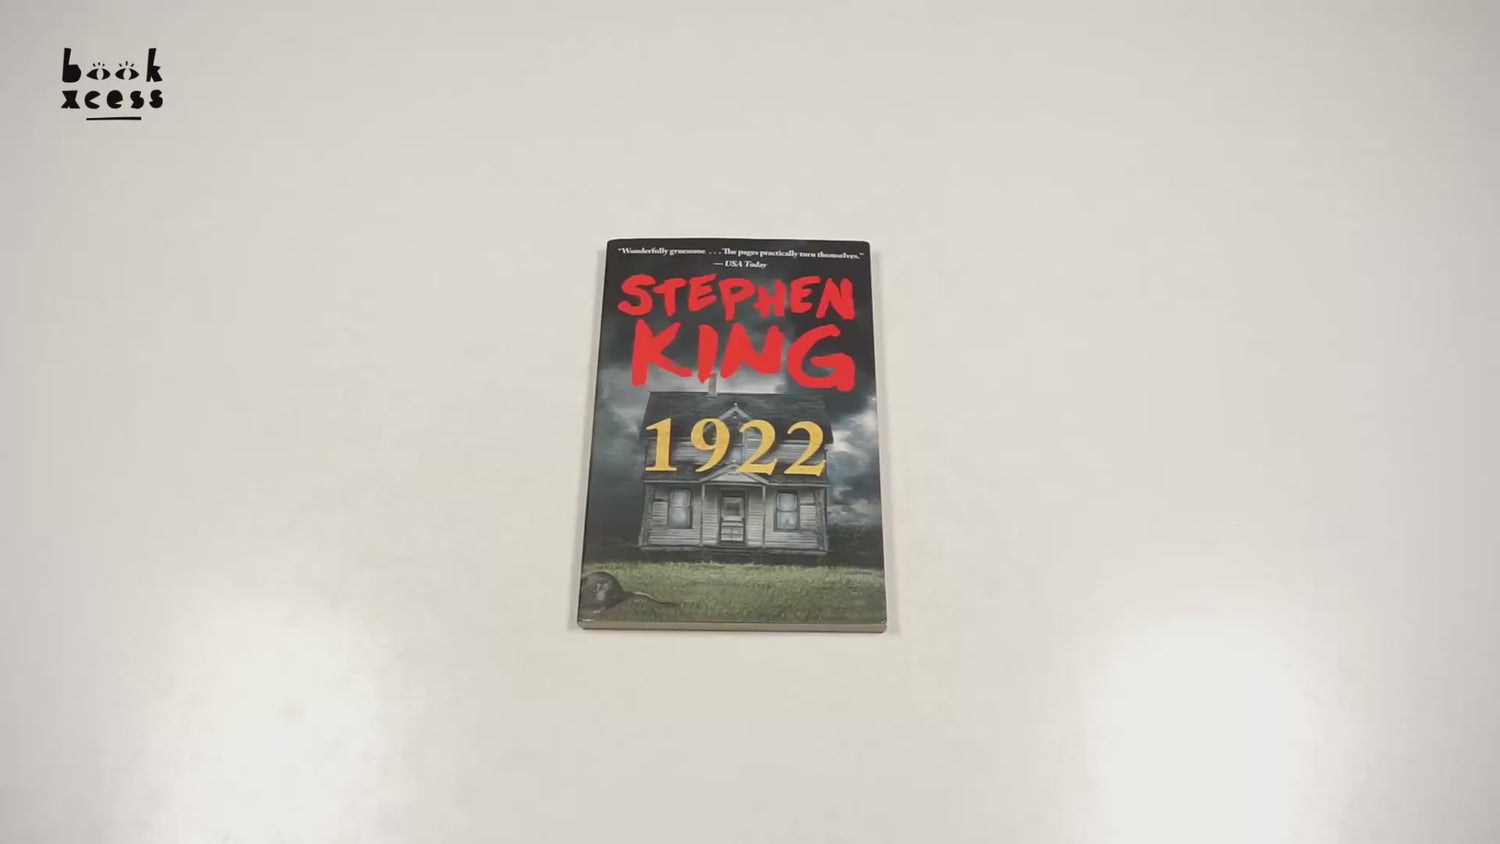 book
xcess
"Wonderfully gruesome . . . The pages practically turn themselves."
— USA Today
STEPHEN
KING
1922